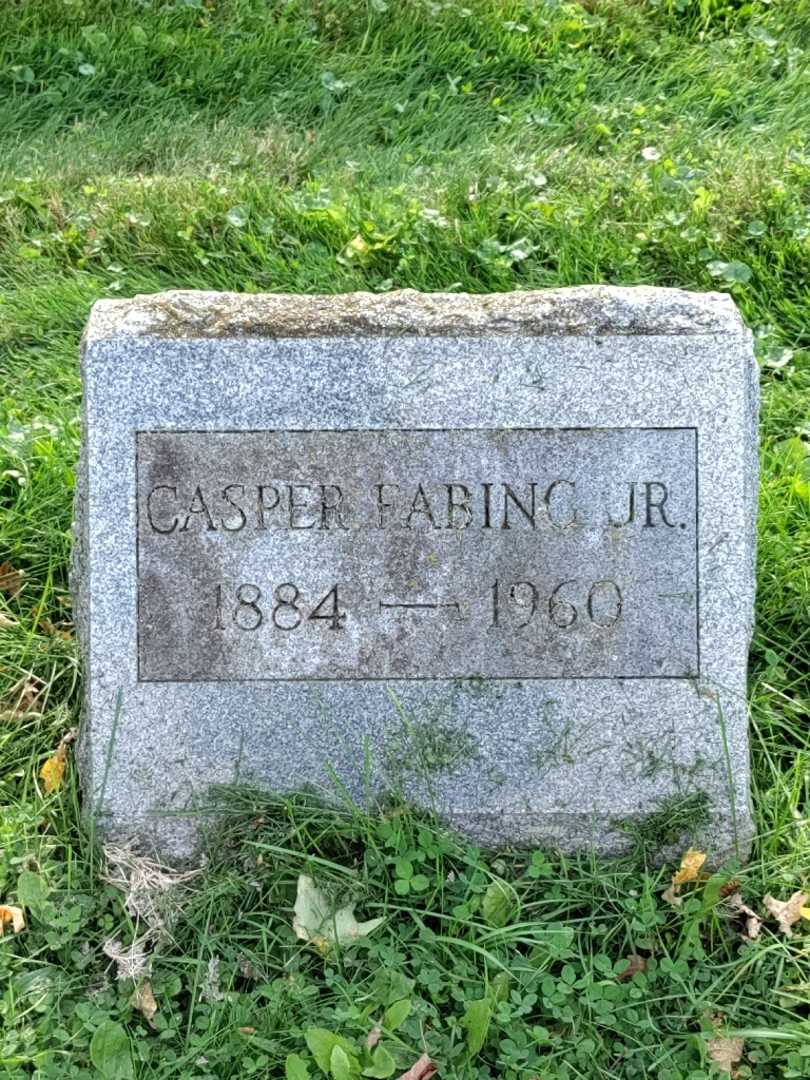 CASPER FABING JR.
1884 — 1960